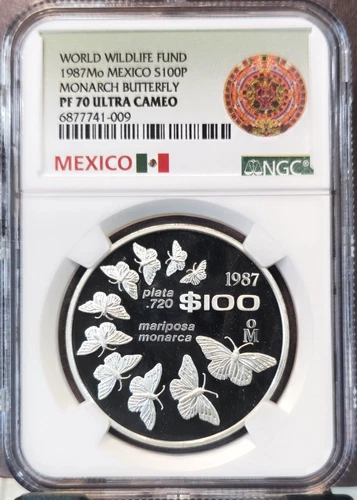 WORLD WILDLIFE FUND
1987Mo MEXICO S100P
MONARCH BUTTERFLY
PF 70 ULTRA CAMEO
6877741-009
MEXICO
NGC
1987
plata
.720
$100
mariposa
monarca
o
M